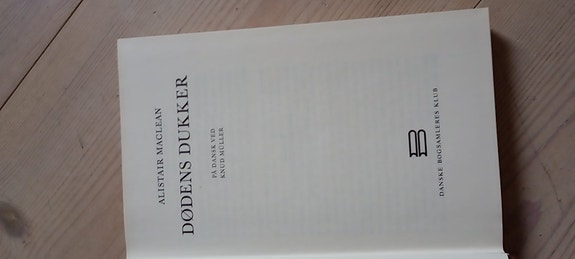 ALISTAIR MACLEAN
DØDENS DUKKER
PÅ DANSK VED
KNUD MÜLLER
B
DANSKE BOGSAMLERES KLUB